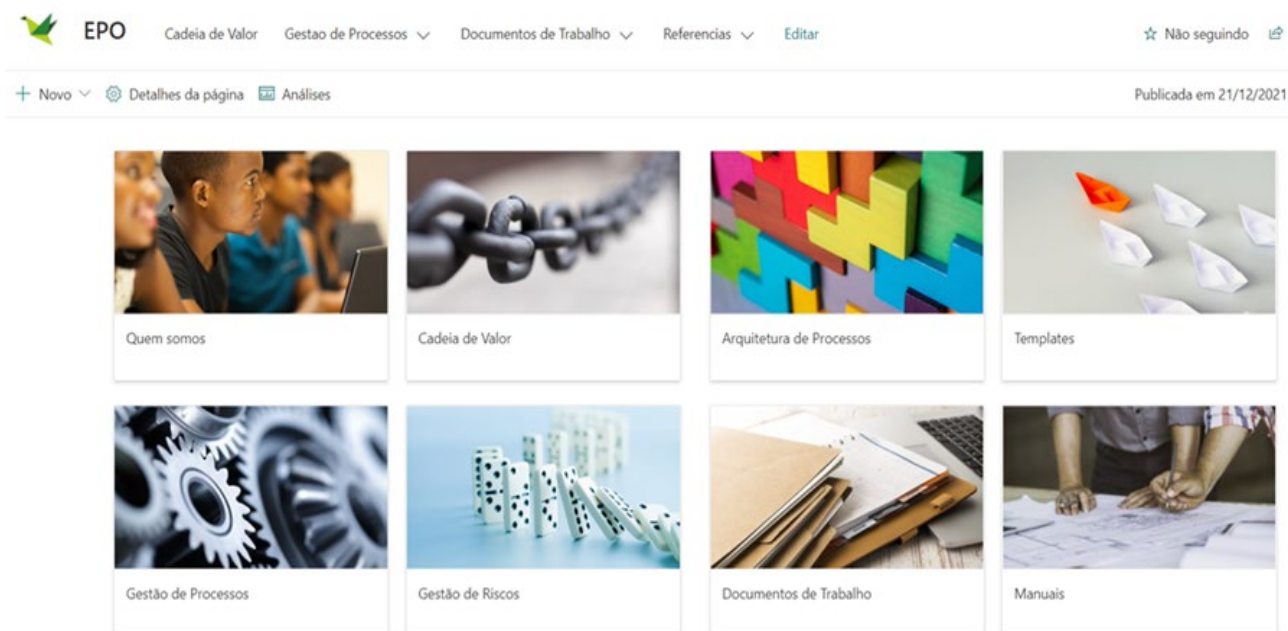 EPO Cadeia de Valor Gestao de Processos Documentos de Trabalho Referencias Editar Não seguindo
Novo Detalhes da página Análises Publicada em 21/12/2021
Quem somos Cadeia de Valor Arquitetura de Processos Templates
Gestão de Processos Gestão de Riscos Documentos de Trabalho Manuais